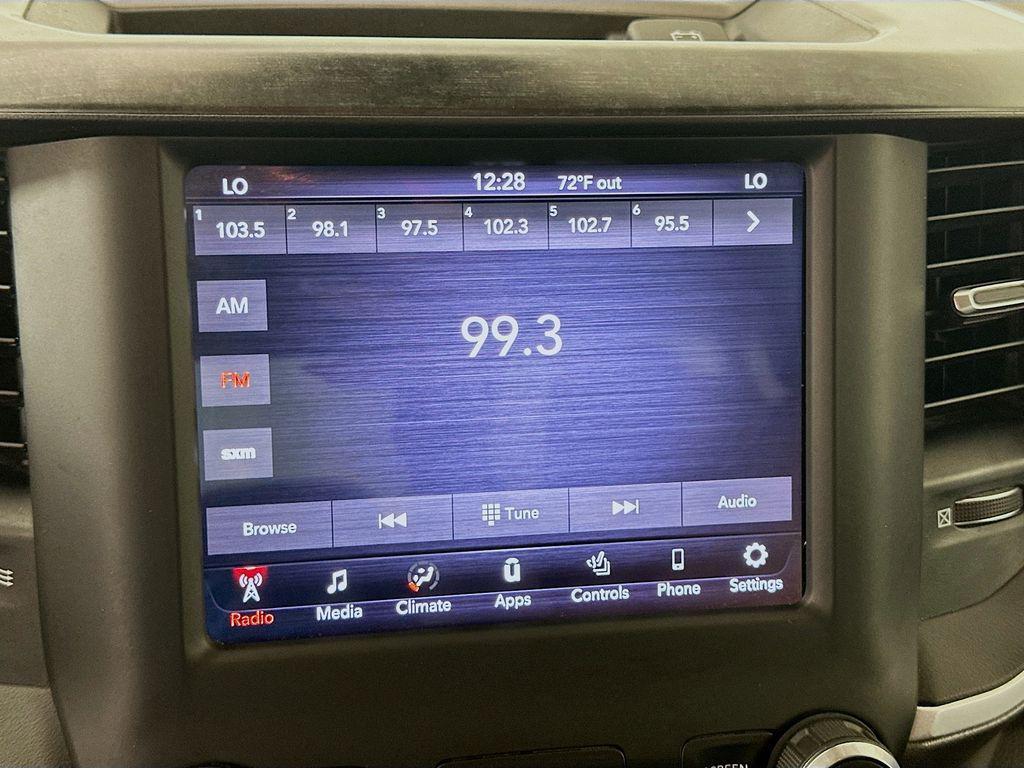 LO 12:28 72°F out LO
1 103.5 2 98.1 3 97.5 4 102.3 5 102.7 6 95.5
AM
99.3
FM
sxm
Browse Tune Audio
Radio Media Climate Apps Controls Phone Settings
SCREEN